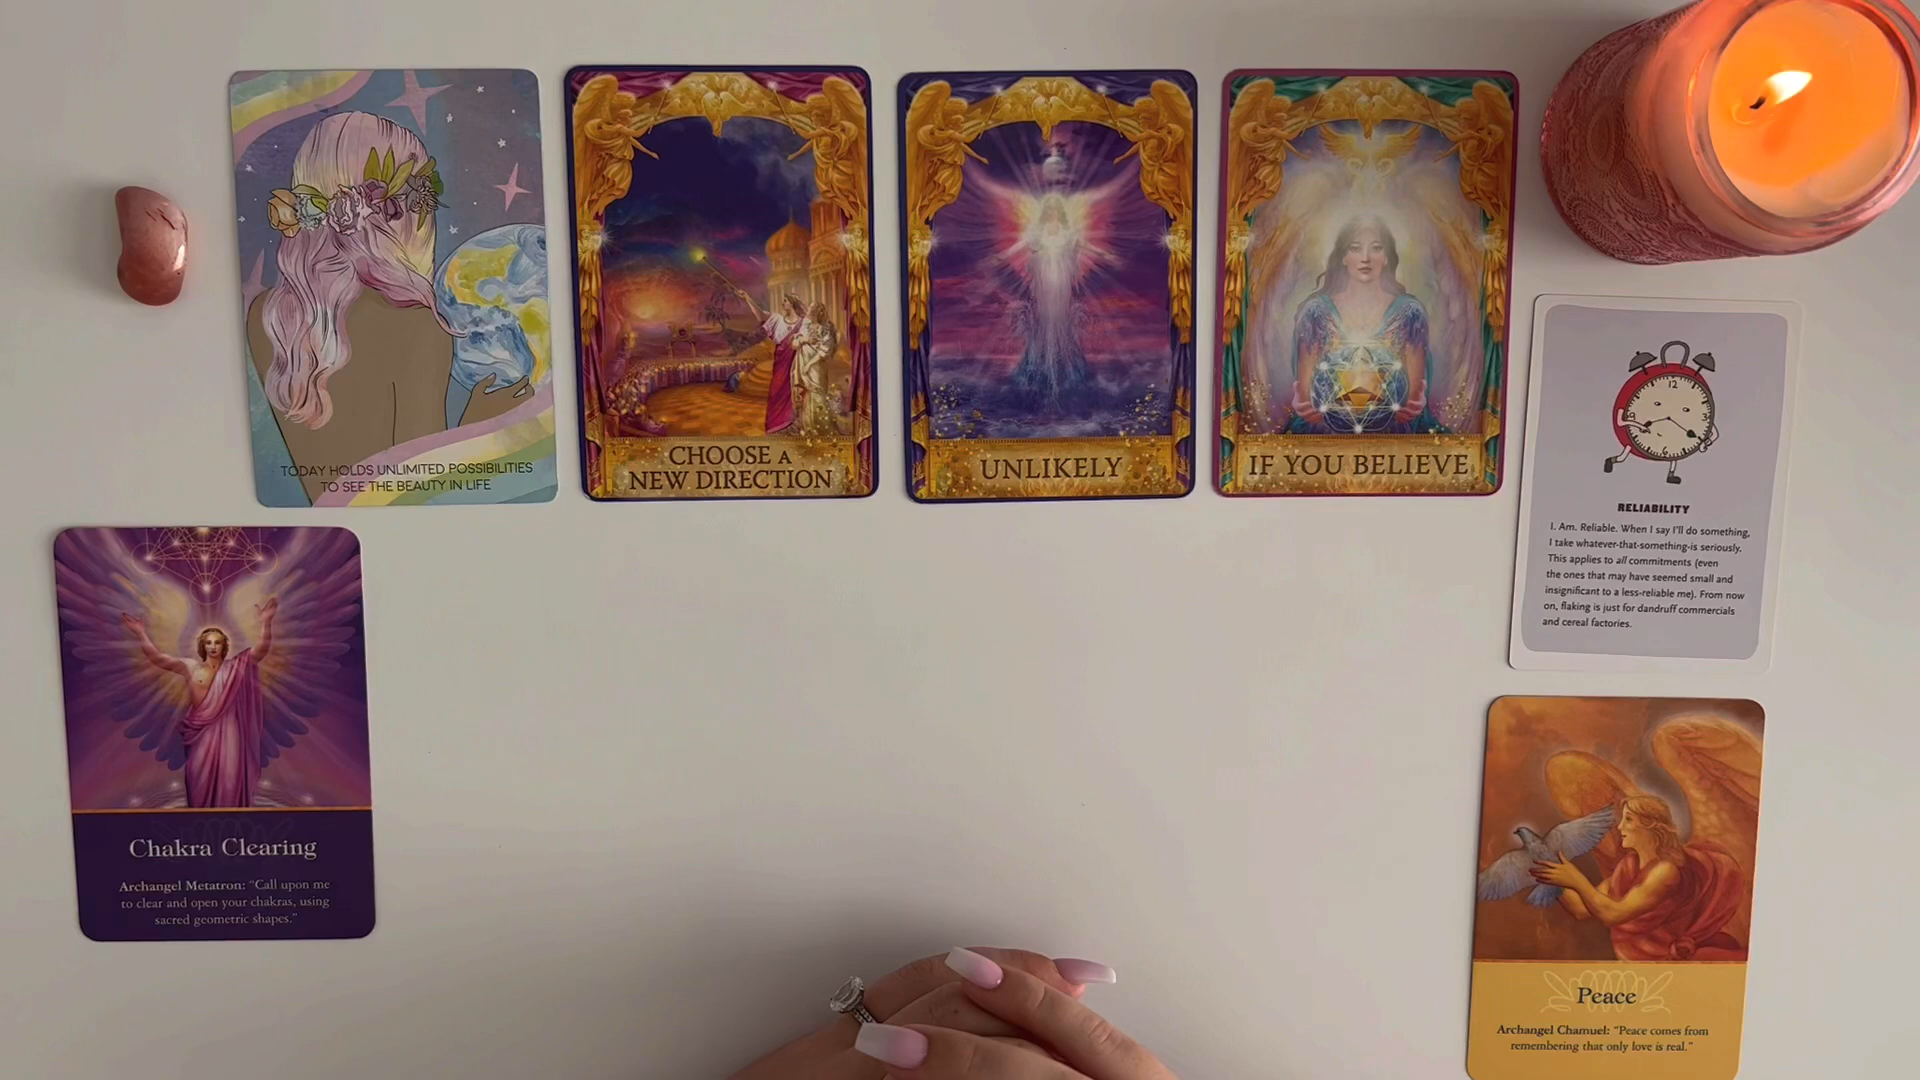 TODAY HOLDS UNLIMITED POSSIBILITIES
TO SEE THE BEAUTY IN LIFE
CHOOSE A
NEW DIRECTION
UNLIKELY
IF YOU BELIEVE
12
3
RELIABILITY
I. Am. Reliable. When I say I'll do something,
I take whatever-that-something-is seriously.
This applies to all commitments (even
the ones that may have seemed small and
insignificant to a less-reliable me). From now
on, flaking is just for dandruff commercials
and cereal factories.
Chakra Clearing
Archangel Metatron: “Call upon me
to clear and open your chakras, using
sacred geometric shapes.”
Peace
Archangel Chamuel: “Peace comes from
remembering that only love is real.”